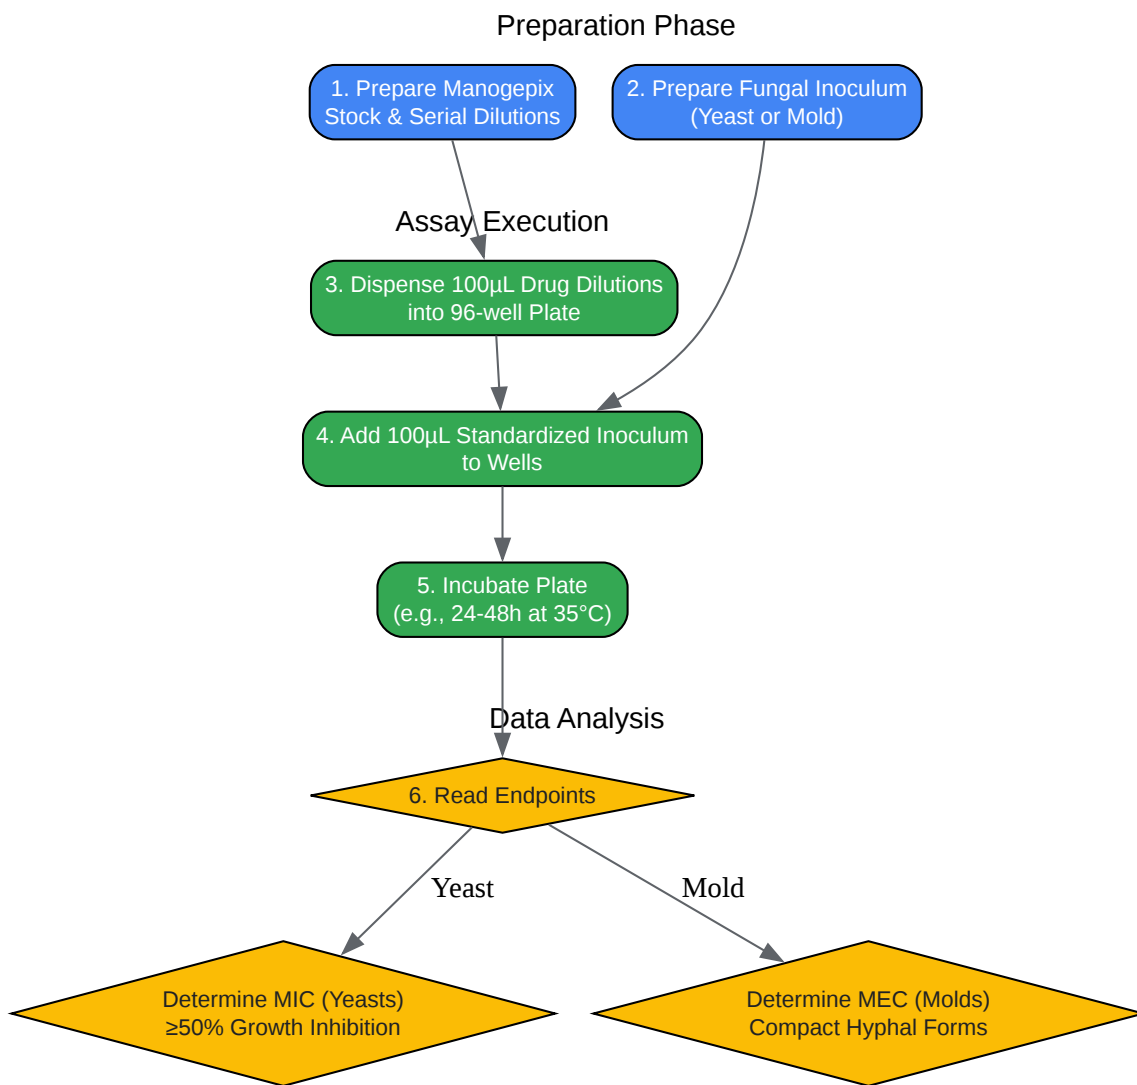 Preparation Phase
1. Prepare Manogepix
Stock & Serial Dilutions
2. Prepare Fungal Inoculum
(Yeast or Mold)
Assay Execution
3. Dispense 100µL Drug Dilutions
into 96-well Plate
4. Add 100µL Standardized Inoculum
to Wells
5. Incubate Plate
(e.g., 24-48h at 35°C)
Data Analysis
6. Read Endpoints
Yeast
Mold
Determine MIC (Yeasts)
≥50% Growth Inhibition
Determine MEC (Molds)
Compact Hyphal Forms